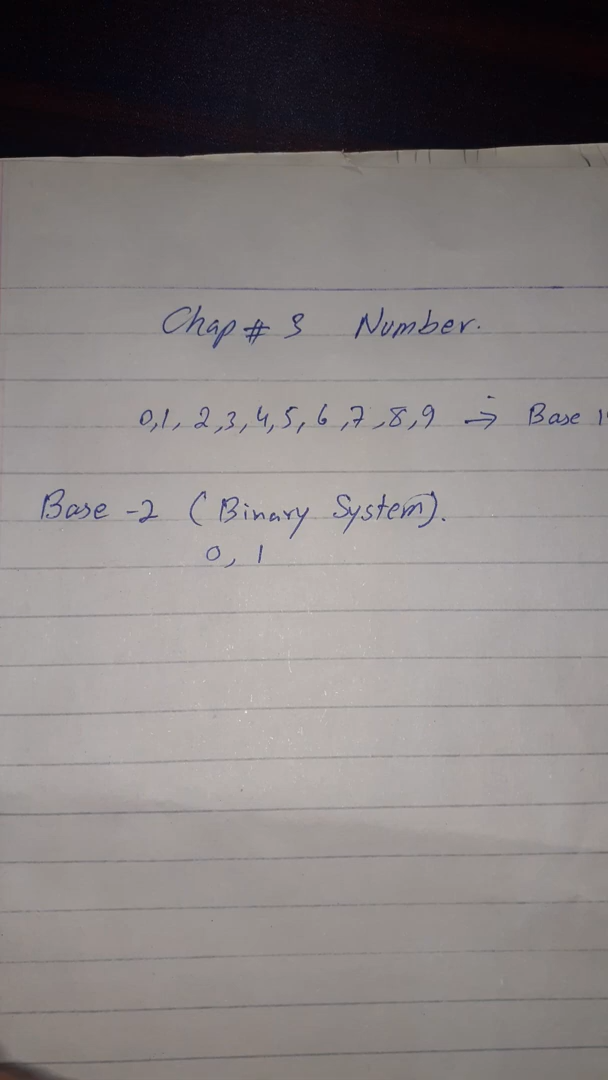 Chap # 3 Number.
0,1, 2,3,4,5, 6,7,8,9 → Base
Base -2 (Binary System).
0, 1